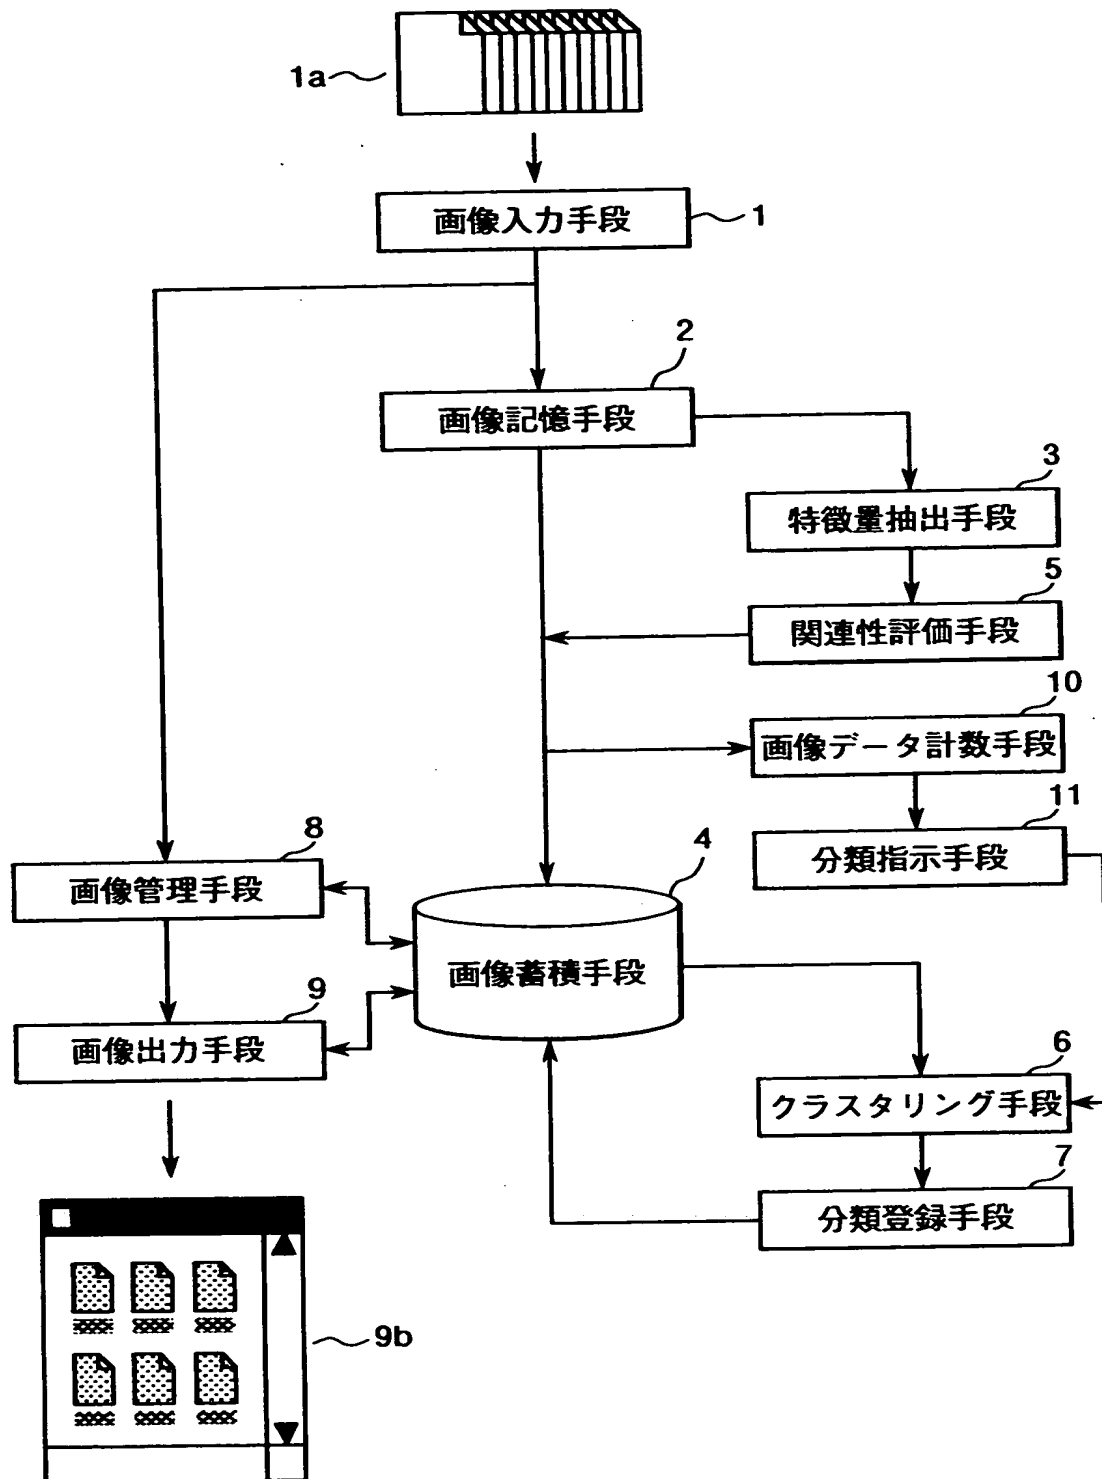 1a
画像入力手段
1
2
画像記憶手段
3
特徴量抽出手段
5
関連性評価手段
10
画像データ計数手段
11
分類指示手段
8
画像管理手段
4
画像蓄積手段
9
画像出力手段
6
クラスタリング手段
7
分類登録手段
9b